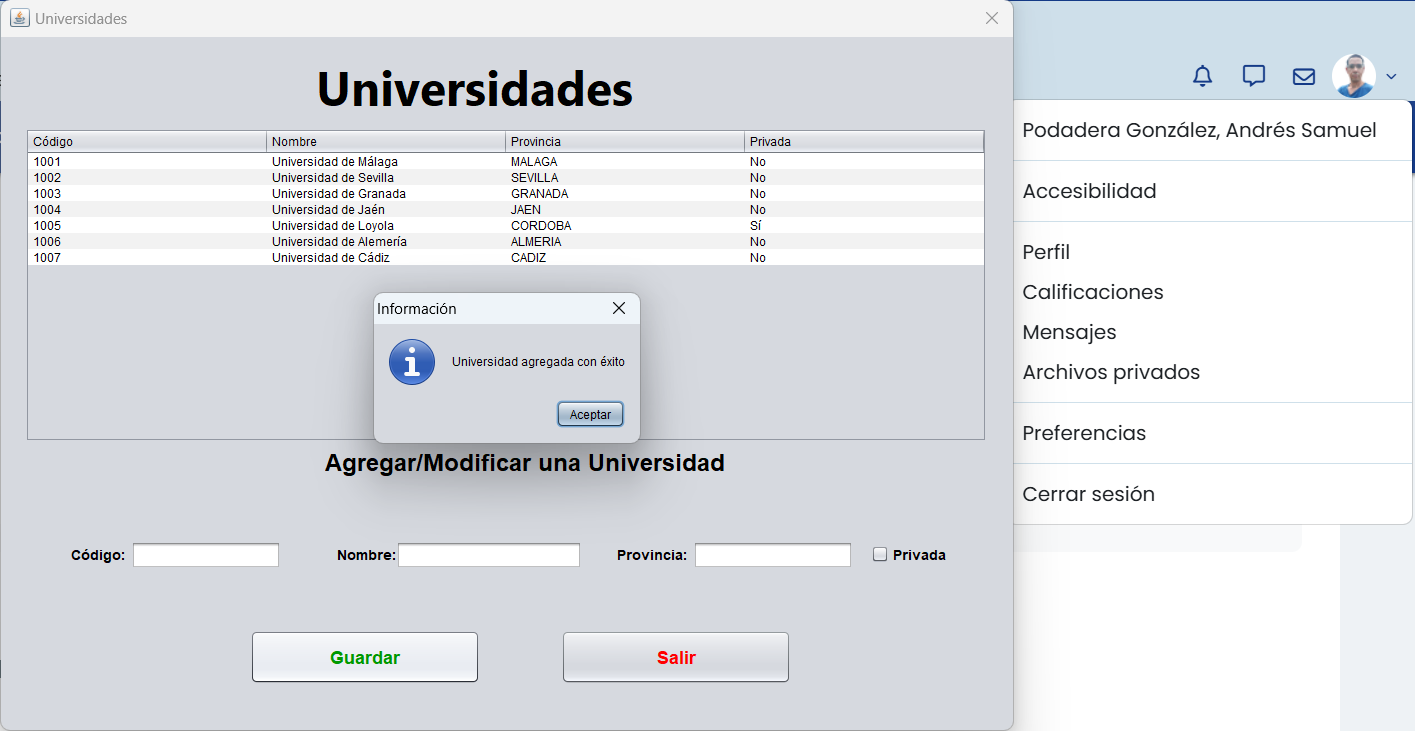 Universidades
Universidades
Código Nombre Provincia Privada
1001 Universidad de Málaga MALAGA No
1002 Universidad de Sevilla SEVILLA No
1003 Universidad de Granada GRANADA No
1004 Universidad de Jaén JAEN No
1005 Universidad de Loyola CORDOBA Sí
1006 Universidad de Alemería ALMERIA No
1007 Universidad de Cádiz CADIZ No
Información
Universidad agregada con éxito
Aceptar
Agregar/Modificar una Universidad
Código: Nombre: Provincia: Privada
Guardar Salir
Podadera González, Andrés Samuel
Accesibilidad
Perfil
Calificaciones
Mensajes
Archivos privados
Preferencias
Cerrar sesión